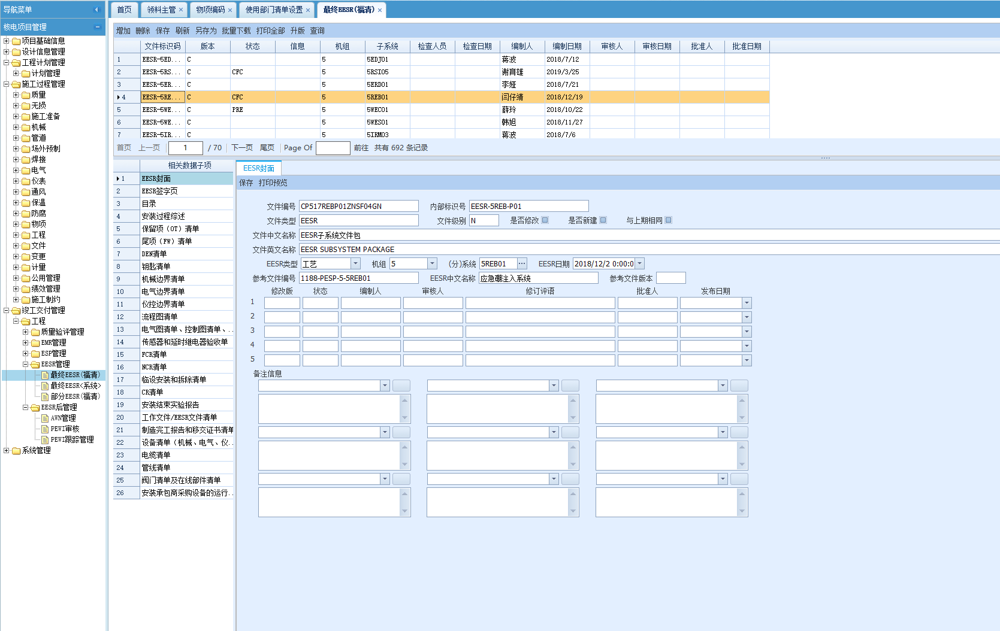 导航菜单
核电项目管理
项目基础信息
设计信息管理
工程计划管理
计划管理
施工过程管理
质量
无损
施工准备
机械
管道
场外预制
焊接
电气
仪表
通风
保温
防腐
物项
工程
文件
变更
计量
公用管理
绩效管理
施工制约
竣工交付管理
工程
质量验评管理
EMR管理
ESP管理
EESR管理
最终EESR(福清)
最终EESR<系统>
部分EESR(福清)
EESR后管理
AWN管理
PEWI审核
PEWI跟踪管理
系统管理
首页 领料主管 × 物项编码 × 使用部门清单设置 × 最终EESR(福清) ×
增加 删除 保存 刷新 另存为 批量下载 打印全部 升版 查询
文件标识码 版本 状态 信息 机组 子系统 检查人员 检查日期 编制人 编制日期 审核人 审核日期 批准人 批准日期
1 EESR-5ED... C 5 5EDJ01 蒋波 2018/7/12
2 EESR-5RS... C CFC 5 5RSI05 谢育雄 2019/3/25
3 EESR-5ER... C 5 5ERD01 李娅 2018/7/21
4 EESR-5RE... C CFC 5 5REB01 闫仔靖 2018/12/19
5 EESR-5WE... C PRE 5 5WEC01 薛玲 2018/10/22
6 EESR-5WE... C 5 5WES01 韩旭 2018/11/27
7 EESR-5IR... C 5 5IRM03 蒋波 2018/7/6
首页 上一页 1 / 70 下一页 尾页 Page Of 前往 共有 692 条记录
相关数据子项
1 EESR封面
2 EESR签字页
3 目录
4 安装过程综述
5 保留项（OT）清单
6 尾项（FW）清单
7 DEN清单
8 钥匙清单
9 机械边界清单
10 电气边界清单
11 仪控边界清单
12 流程图清单
13 电气图清单、控制图清单、..
14 传感器和延时继电器验收单
15 FCR清单
16 NCR清单
17 临设安装和拆除清单
18 CR清单
19 安装结束实验报告
20 工作文件/EESR文件清单
21 制造完工报告和移交证书清单
22 设备清单（机械、电气、仪..
23 电缆清单
24 管线清单
25 阀门清单及在线部件清单
26 安装承包商采购设备的运行..
EESR封面
保存 打印预览
文件编号 CP517REBP01ZNSF04GN 内部标识号 EESR-5REB-P01
文件类型 EESR 文件级别 N 是否修改 是否新建 与上期相同
文件中文名称 EESR子系统文件包
文件英文名称 EESR SUBSYSTEM PACKAGE
EESR类型 工艺 机组 5 (分)系统 5REB01 ... EESR日期 2018/12/2 0:00:0
参考文件编号 1188-PESP-5-5REB01 EESR中文名称 应急硼注入系统 参考文件版本
修改版 状态 编制人 审核人 修订评语 批准人 发布日期
1
2
3
4
5
备注信息